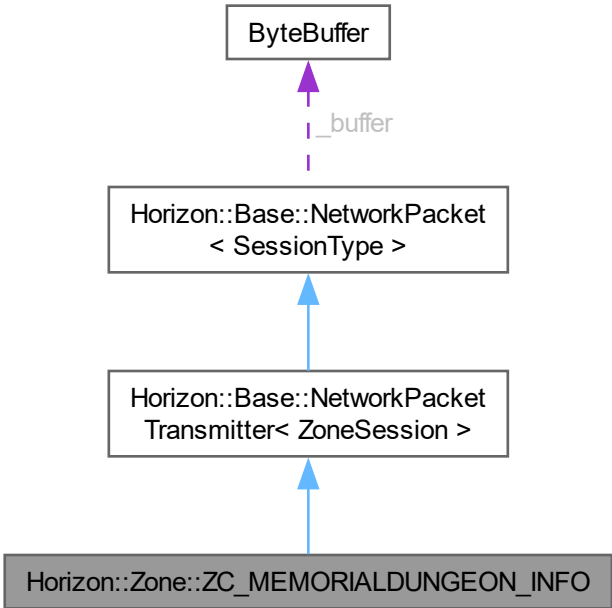 ByteBuffer
_buffer
Horizon::Base::NetworkPacket
< SessionType >
Horizon::Base::NetworkPacket
Transmitter< ZoneSession >
Horizon::Zone::ZC_MEMORIALDUNGEON_INFO